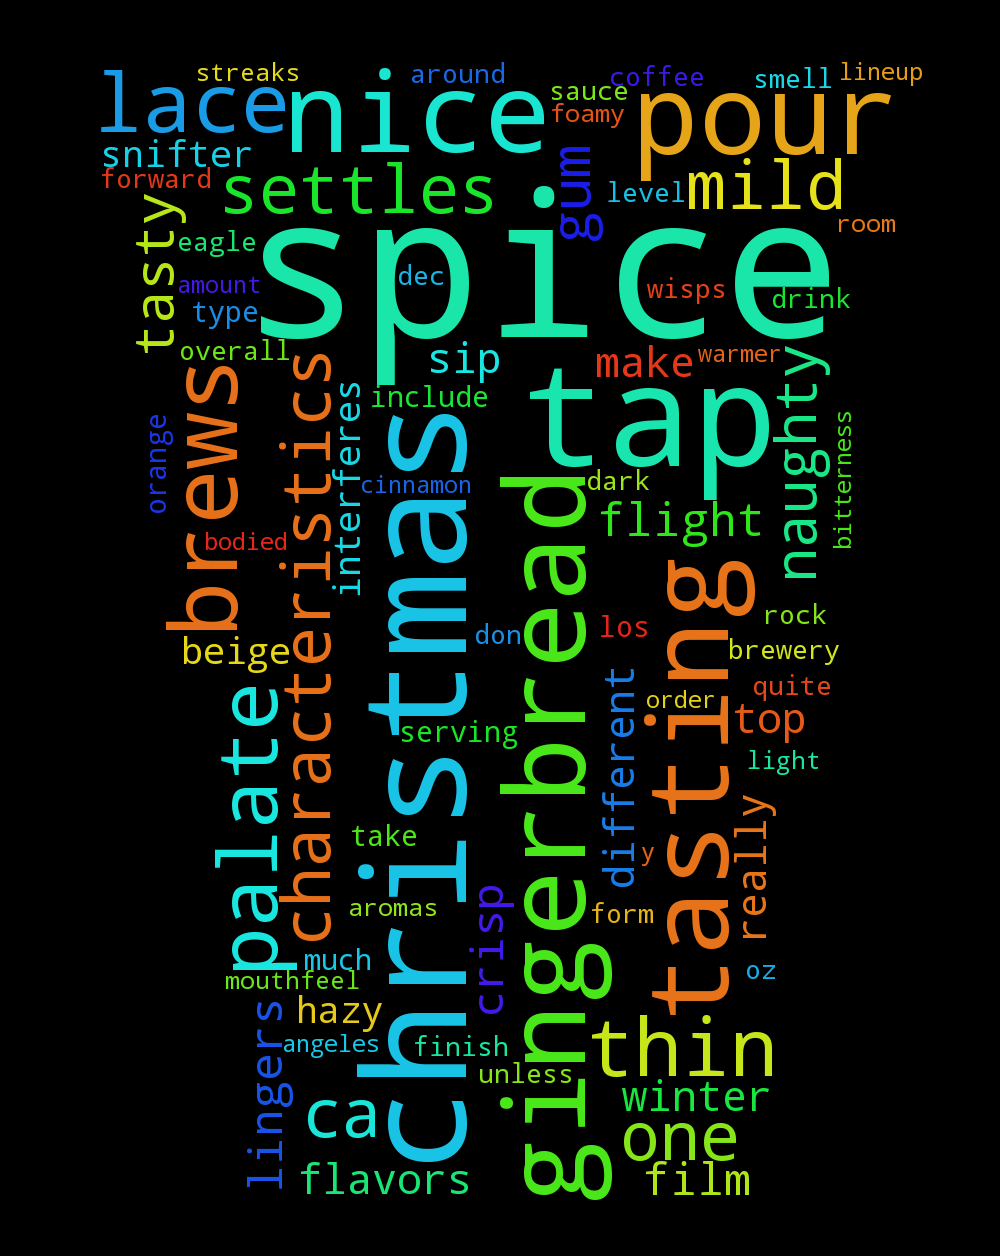 streaks
around
coffee
smell
lineup
lace
nice
sauce
foamy
pour
snifter
forward
settles
gum
level
mild
tasty
eagle
spice
dec
room
amount
type
wisps
drink
overall
sip
make
warmer
brews
characteristics
interferes
include
tap
naughty
orange
cinnamon
christmas
gingerbread
dark
flight
bitterness
bodied
beige
don
los
tasting
rock
brewery
palate
serving
different
order
quite
top
light
take
y
really
aromas
crisp
form
much
mouthfeel
oz
lingers
hazy
angeles
finish
thin
unless
winter
ca
one
flavors
film